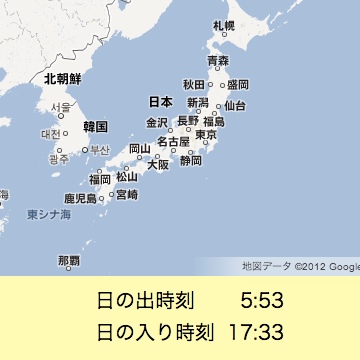 札幌
青森
北朝鮮
秋田
盛岡
日本
新潟
仙台
서울
金沢
長野
福島
韓国
대전
名古屋
東京
부산
岡山
광주
静岡
大阪
福岡
松山
鹿児島
宮崎
海
東シナ海
那覇
地図データ ©2012 Google
日の出時刻 5:53
日の入り時刻 17:33